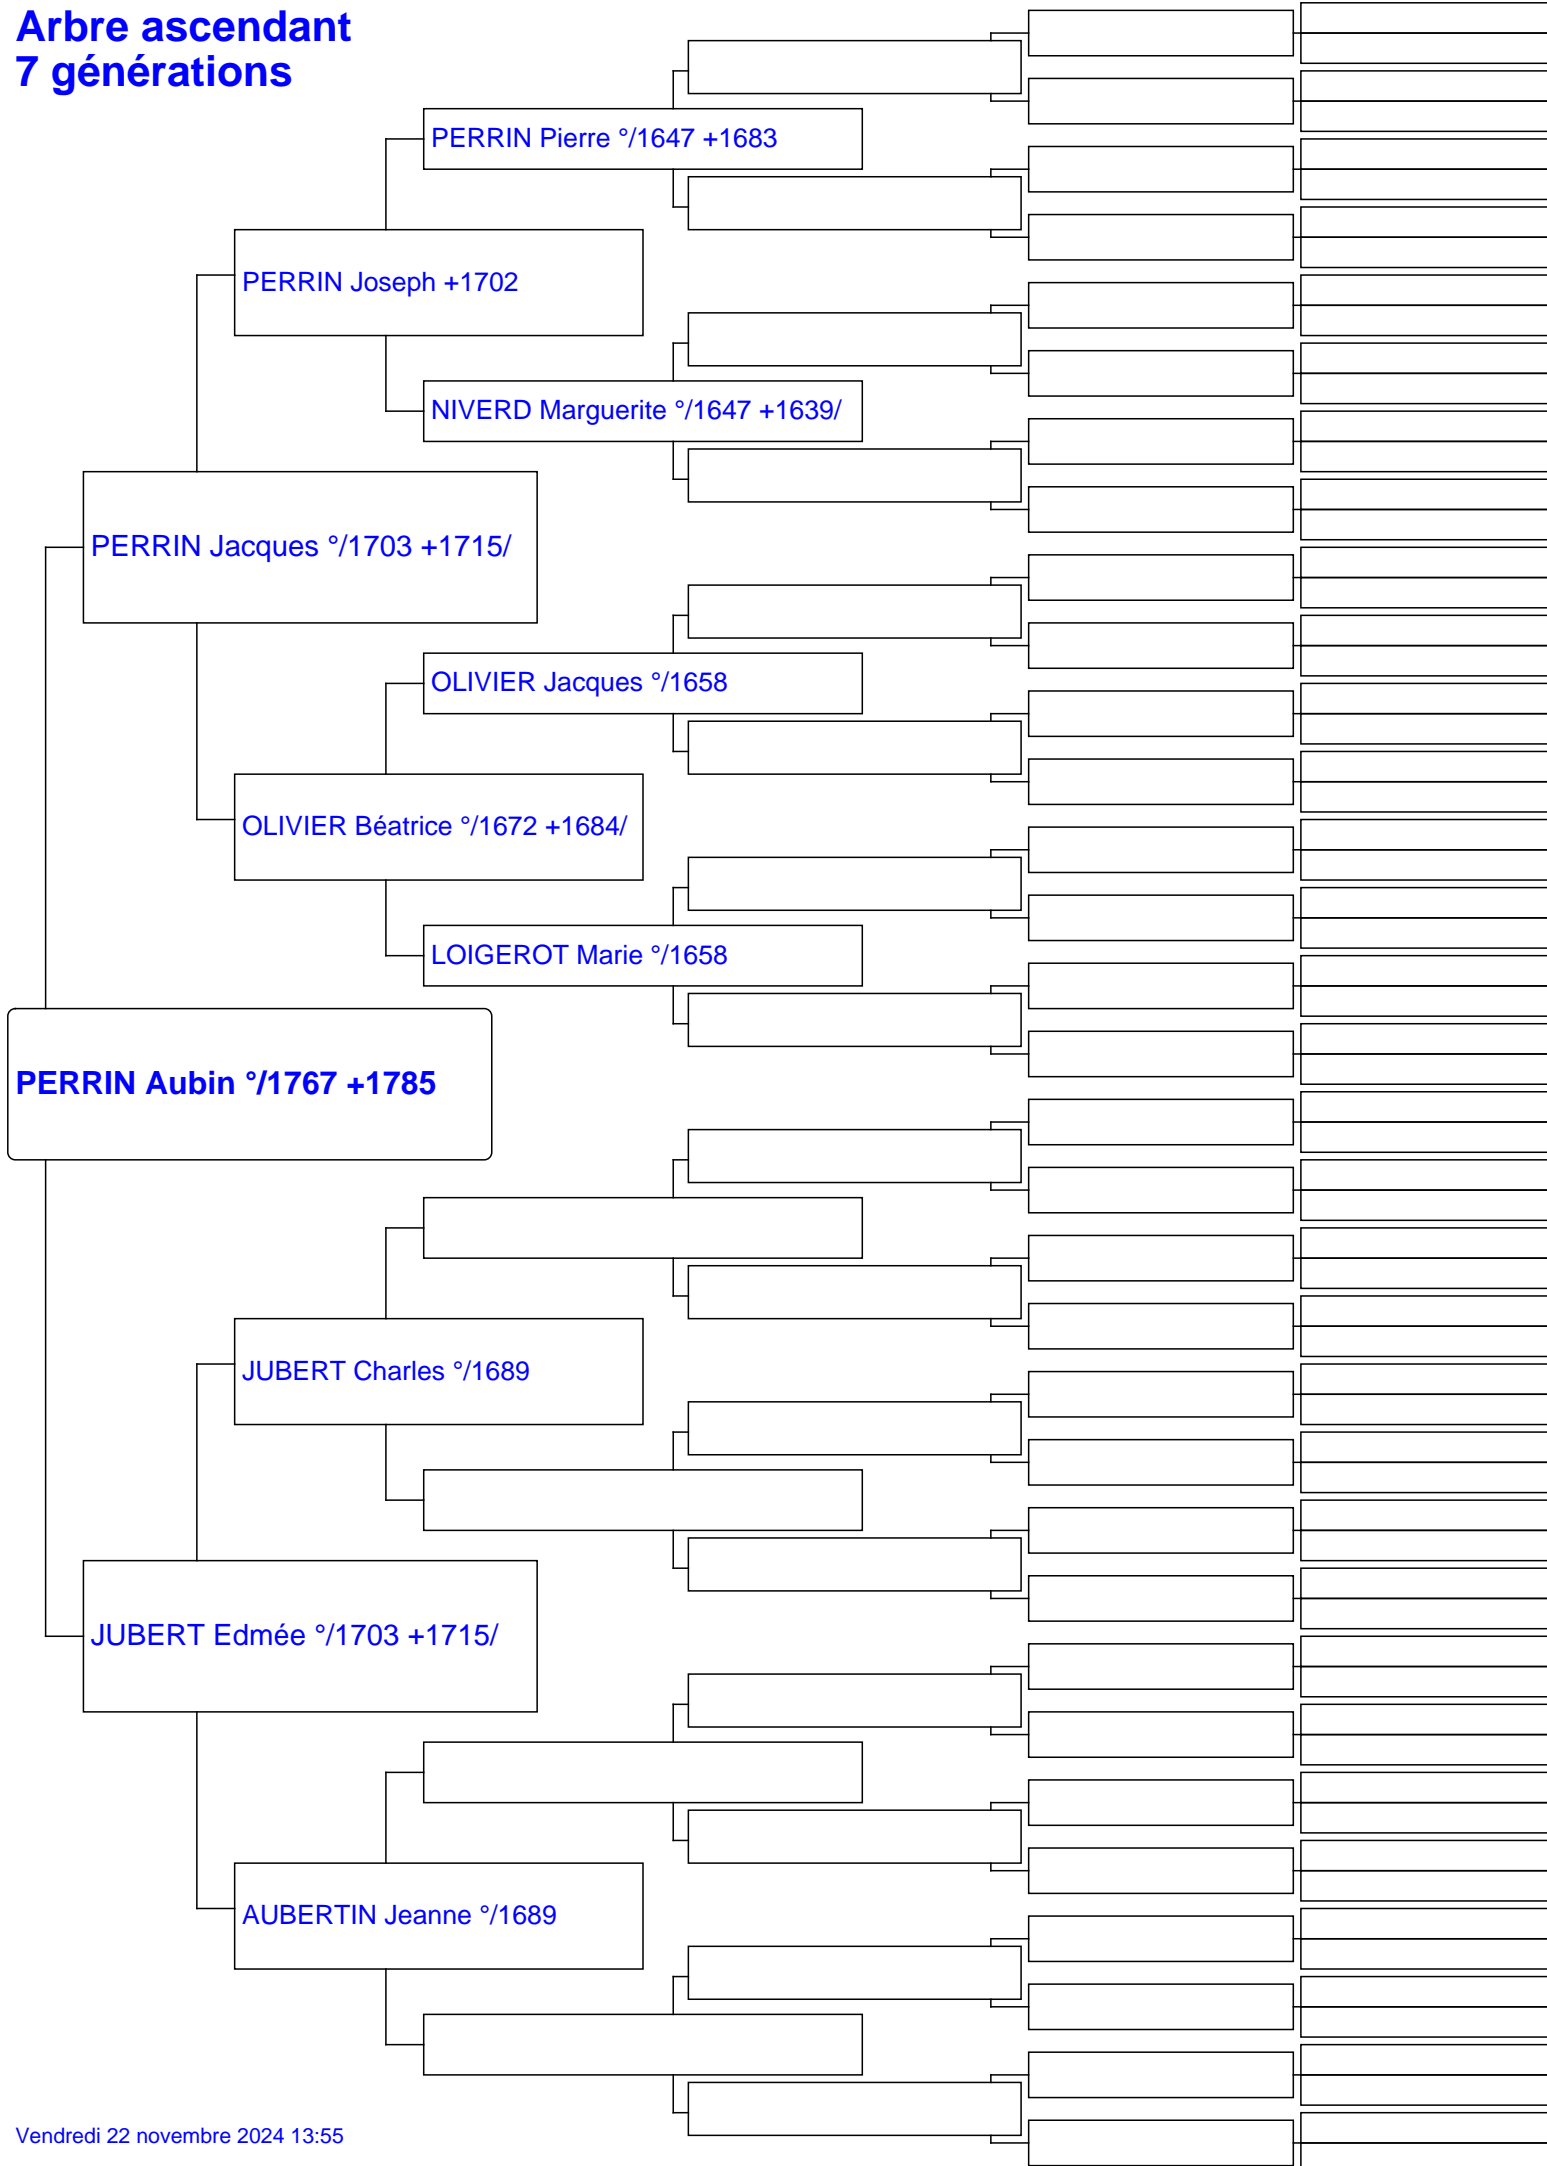 Arbre ascendant
7 générations
PERRIN Pierre °/1647 +1683
PERRIN Joseph +1702
NIVERD Marguerite °/1647 +1639/
PERRIN Jacques °/1703 +1715/
OLIVIER Jacques °/1658
OLIVIER Béatrice °/1672 +1684/
LOIGEROT Marie °/1658
PERRIN Aubin °/1767 +1785
JUBERT Charles °/1689
JUBERT Edmée °/1703 +1715/
AUBERTIN Jeanne °/1689
Vendredi 22 novembre 2024 13:55